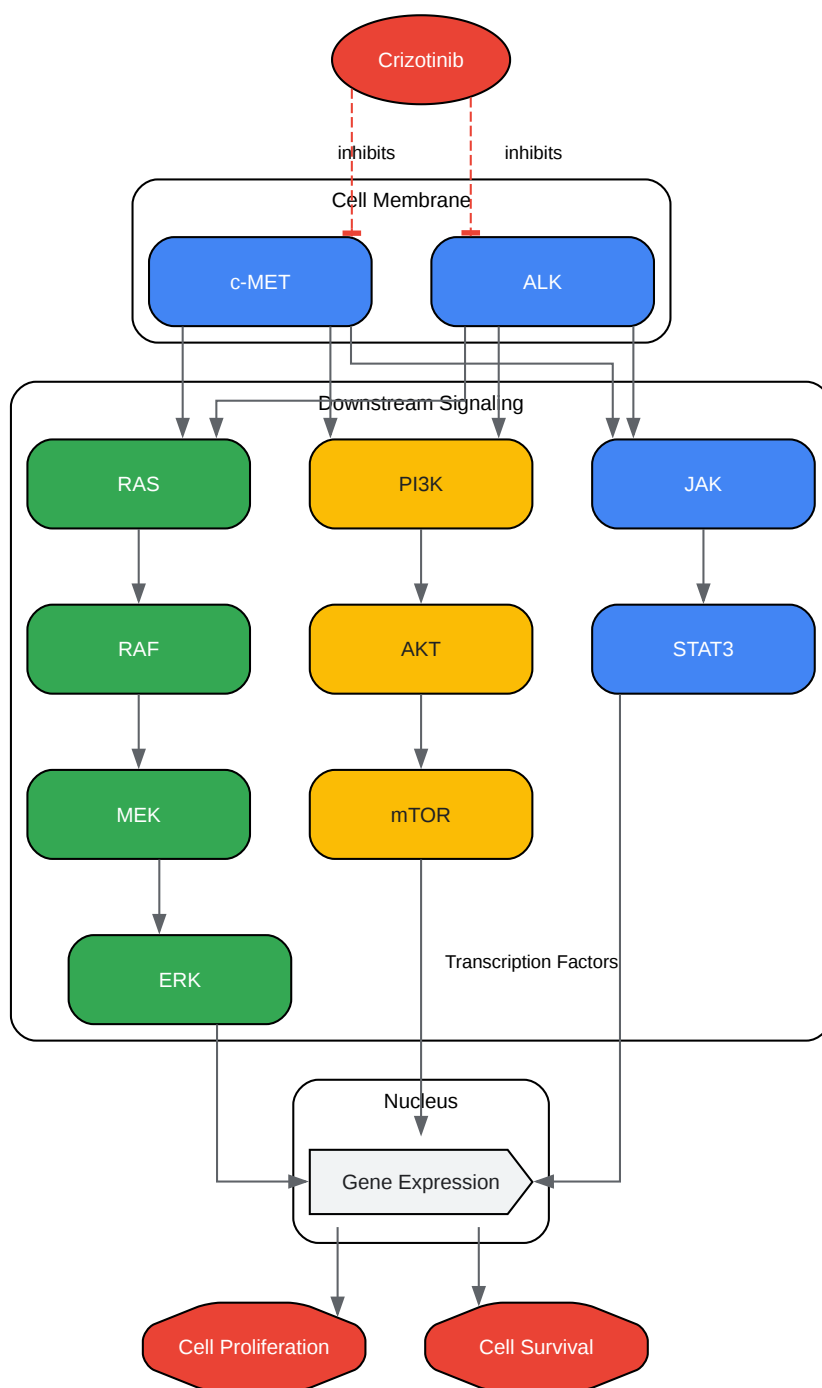 Crizotinib
inhibits
inhibits
Cell Membrane
c-MET
ALK
Downstream Signaling
RAS
PI3K
JAK
RAF
AKT
STAT3
MEK
mTOR
Transcription Factors
ERK
Nucleus
Gene Expression
Cell Proliferation
Cell Survival